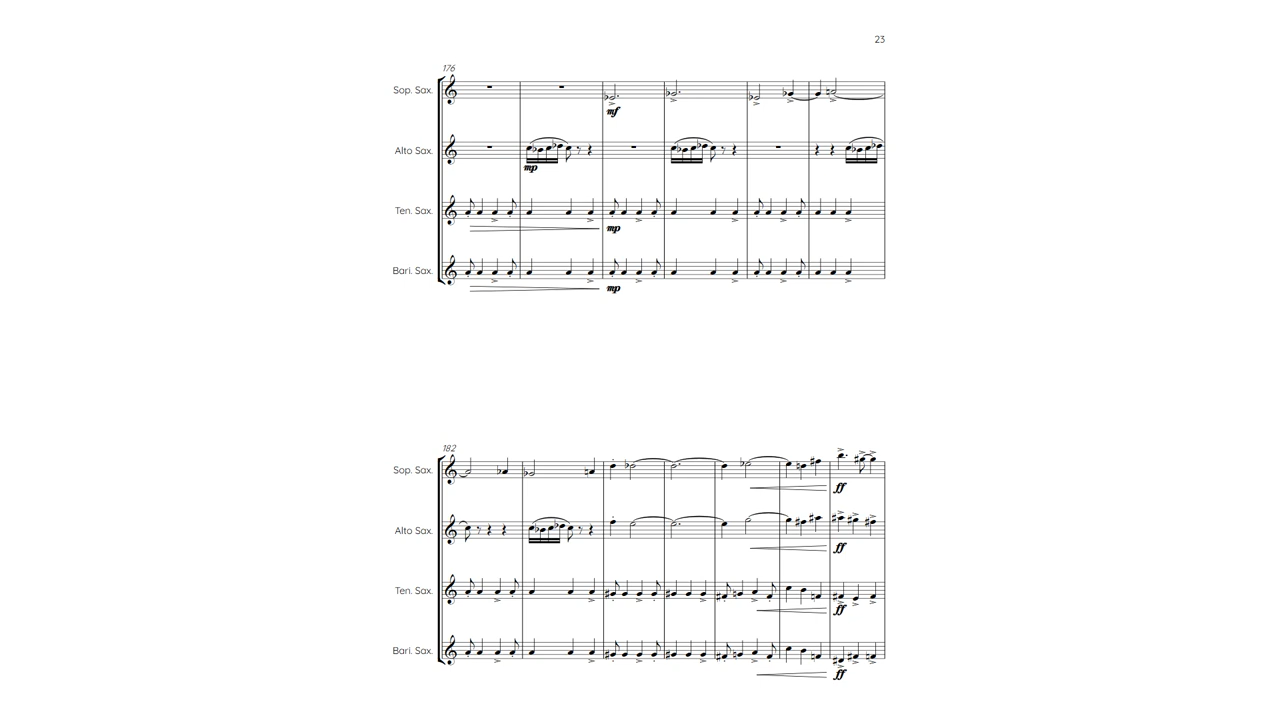 23
176
Sop. Sax.
mf
Alto Sax.
mp
Ten. Sax.
mp
Bari. Sax.
mp
182
Sop. Sax.
ff
Alto Sax.
ff
Ten. Sax.
ff
Bari. Sax.
ff